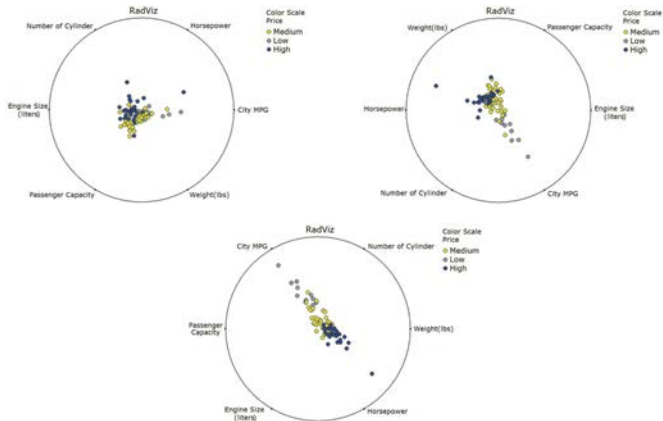 RadViz
Color Scale
Price
Medium
Low
High
Number of Cylinder
Horsepower
Engine Size
(liters)
City MPG
Passenger Capacity
Weight(lbs)
RadViz
Color Scale
Price
Medium
Low
High
Weight(lbs)
Passenger Capacity
Horsepower
Engine Size
(liters)
Number of Cylinder
City MPG
RadViz
Color Scale
Price
Medium
Low
High
City MPG
Number of Cylinder
Passenger
Capacity
Weight(lbs)
Engine Size
(liters)
Horsepower